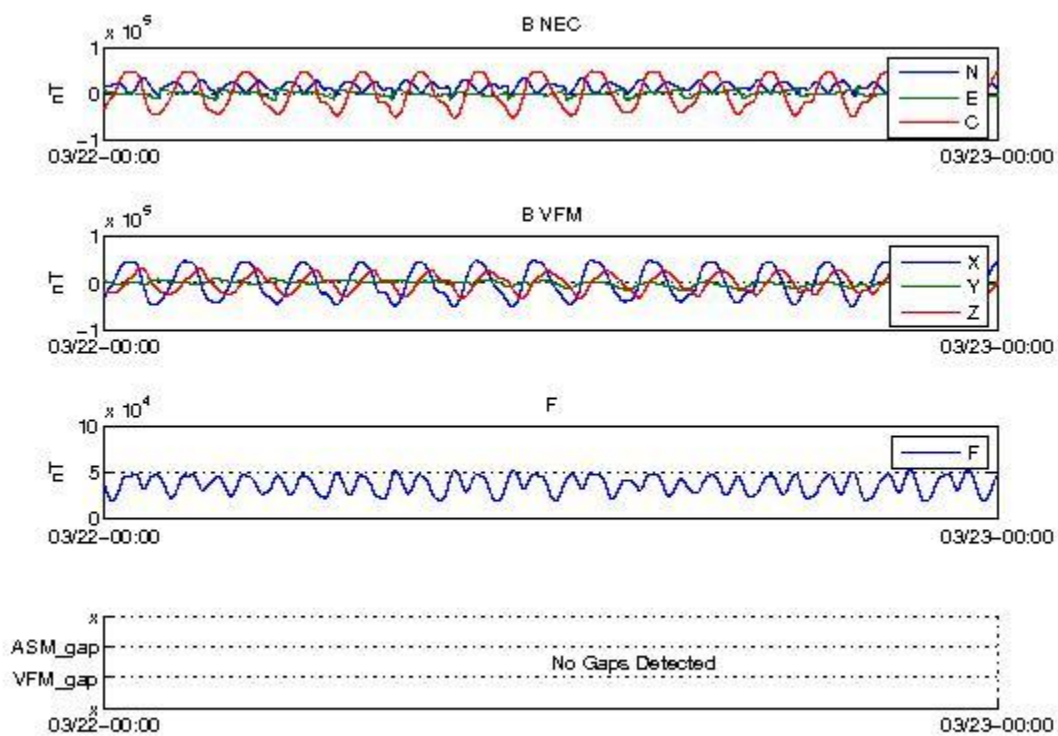 B NEC
x 10^5
1
0
-1
nT
N
E
C
03/22-00:00
03/23-00:00
B VFM
x 10^5
1
0
-1
nT
X
Y
Z
03/22-00:00
03/23-00:00
F
x 10^4
10
5
0
nT
F
03/22-00:00
03/23-00:00
x
ASM_gap
VFM_gap
x
No Gaps Detected
03/22-00:00
03/23-00:00